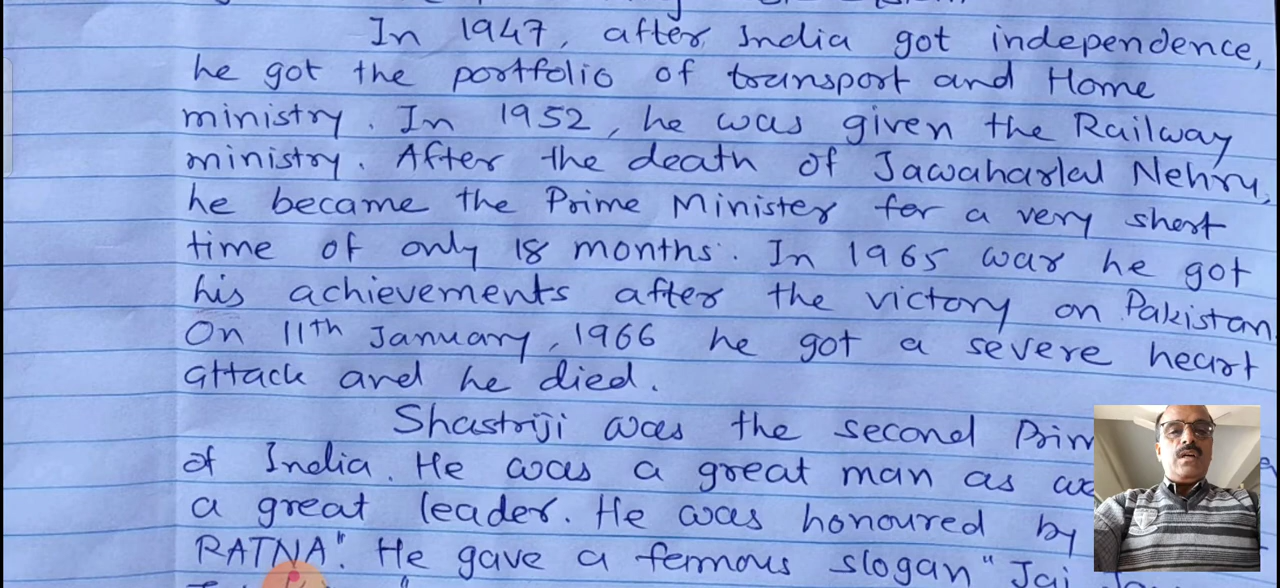 In 1947, after India got independence,
he got the portfolio of transport and Home
ministry. In 1952, he was given the Railway
ministry. After the death of Jawaharlal Nehru,
he became the Prime Minister for a very short
time of only 18 months. In 1965 war he got
his achievements after the victory on Pakistan
On 11th January, 1966 he got a severe heart
attack and he died.
Shastriji was the second
of India. He was a great man as
a great leader. He was honoured by
RATNA". He gave a famous slogan "Jai